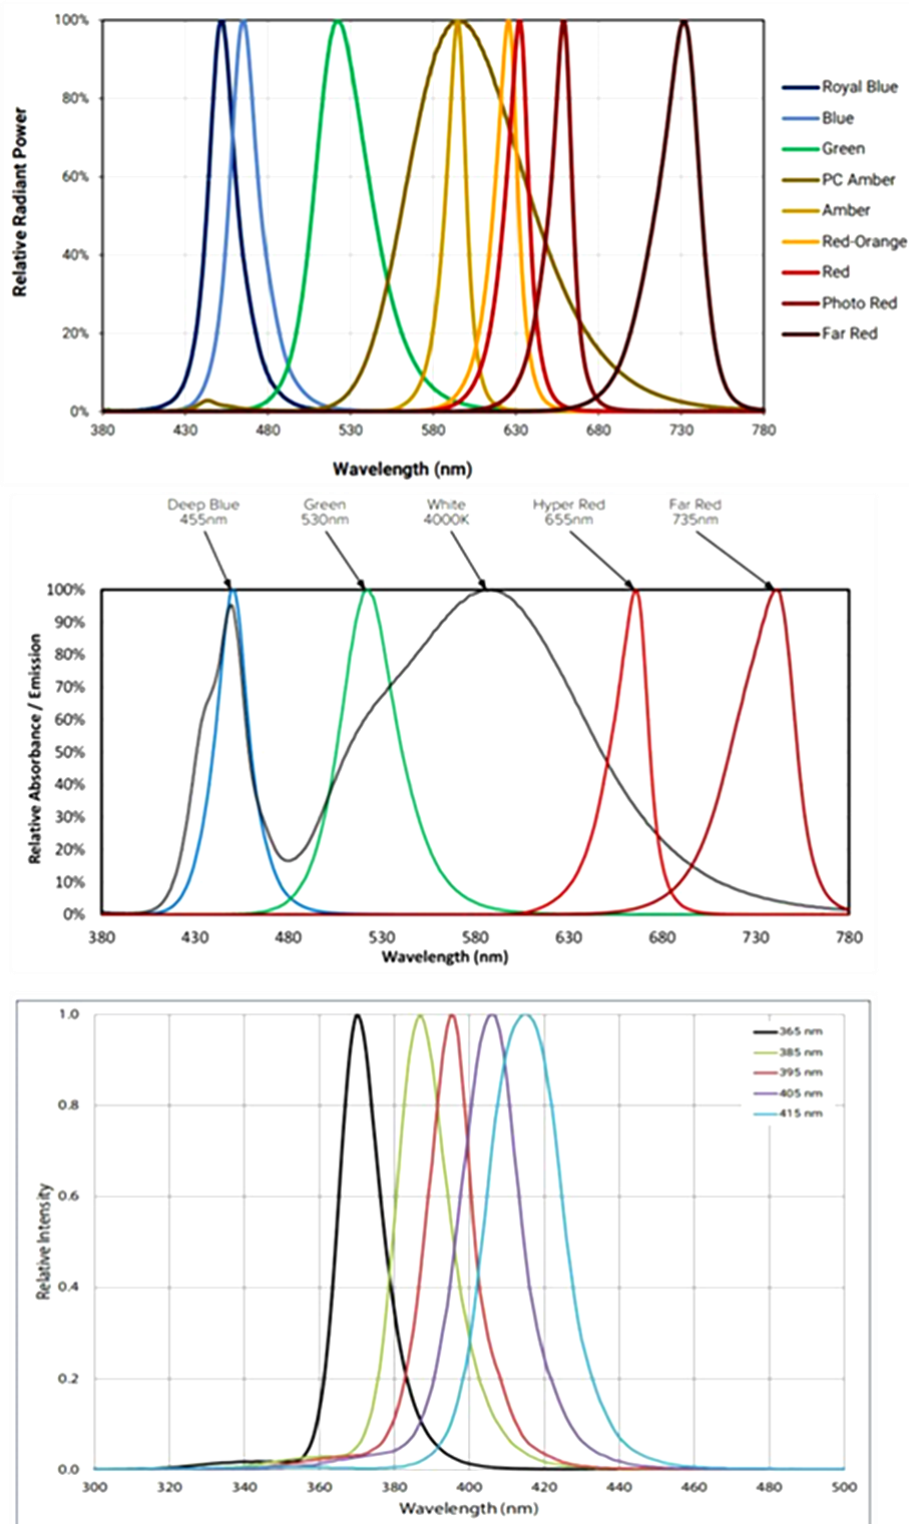 100%
80%
60%
40%
20%
0%
Relative Radiant Power
380 430 480 530 580 630 680 730 780
Wavelength (nm)
Royal Blue
Blue
Green
PC Amber
Amber
Red-Orange
Red
Photo Red
Far Red
Deep Blue
455nm
Green
530nm
White
4000K
Hyper Red
655nm
Far Red
735nm
100%
90%
80%
70%
60%
50%
40%
30%
20%
10%
0%
Relative Absorbance / Emission
380 430 480 530 580 630 680 730 780
Wavelength (nm)
1.0
0.8
0.6
0.4
0.2
0.0
Relative Intensity
365 nm
385 nm
395 nm
405 nm
415 nm
300 320 340 360 380 400 420 440 460 480 500
Wavelength (nm)